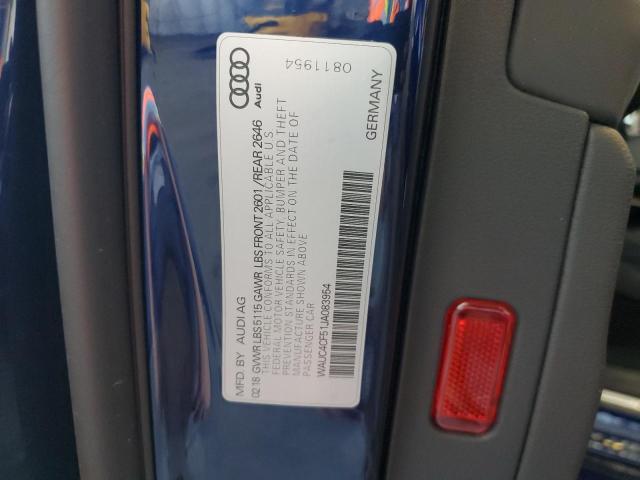 MFD. BY AUDI AG
Audi
02.18 GVWR LBS 5115 GAWR LBS FRONT 2601/REAR 2646
THIS VEHICLE CONFORMS TO ALL APPLICABLE U.S.
FEDERAL MOTOR VEHICLE SAFETY, BUMPER AND THEFT
PREVENTION STANDARDS IN EFFECT ON THE DATE OF
MANUFACTURE SHOWN ABOVE
PASSENGER CAR
WAUC4CF51JA083954
GERMANY
0811954